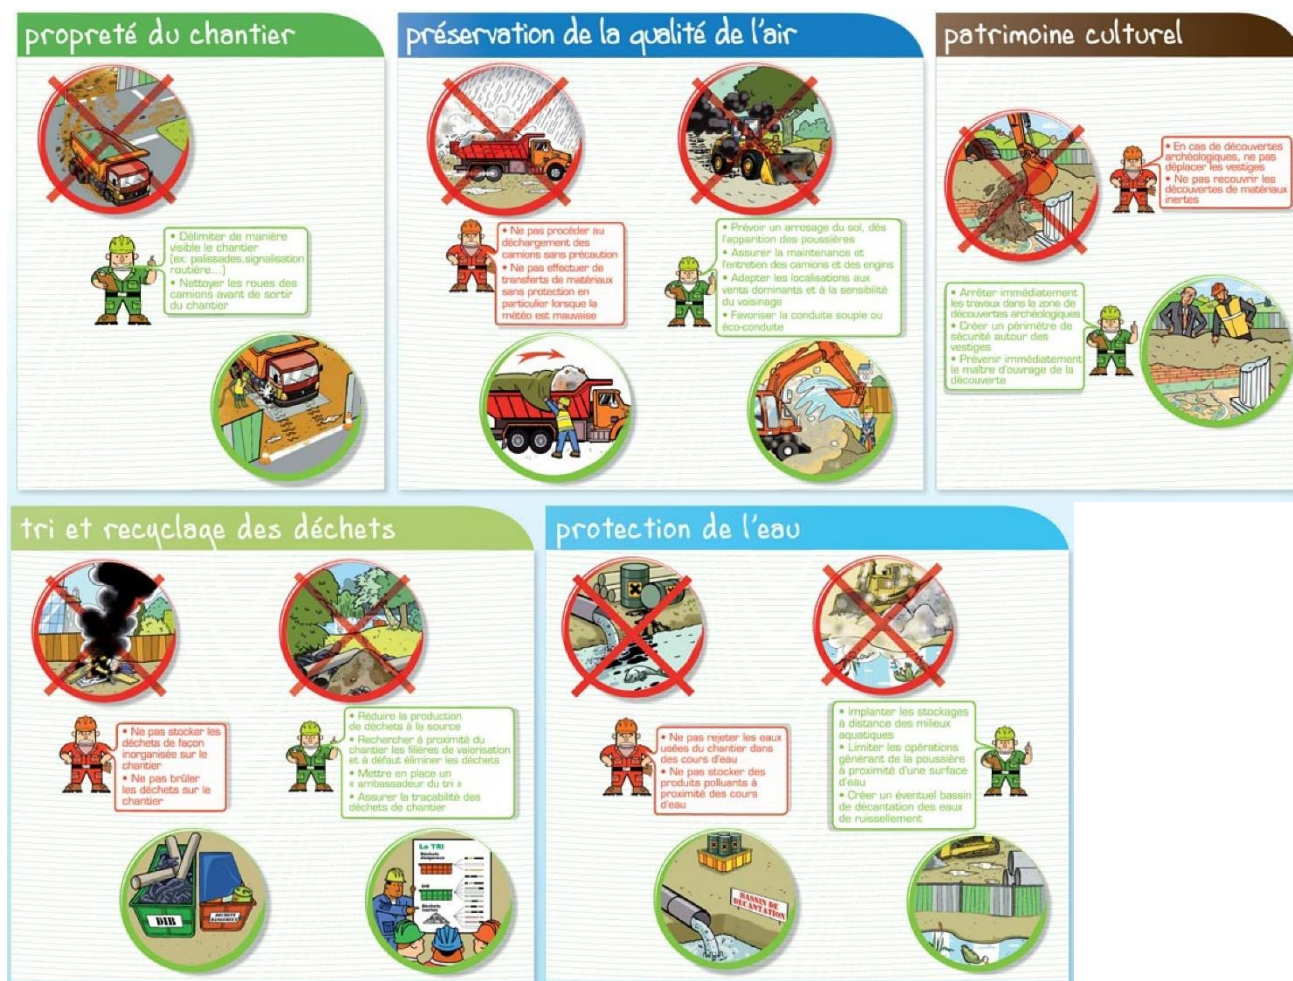 propreté du chantier
• Délimiter de manière
visible le chantier
(ex: palissades,signalisation
routière...)
• Nettoyer les roues des
camions avant de sortir
du chantier
préservation de la qualité de l'air
• Ne pas procéder au
déchargement des
camions sans précaution
• Ne pas effectuer de
transferts de matériaux
sans protection en
particulier lorsque la
météo est mauvaise
• Prévoir un arrosage du sol, dès
l'apparition des poussières
• Assurer la maintenance et
l'entretien des camions et des engins
• Adapter les localisations aux
vents dominants et à la sensibilité
du voisinage
• Favoriser la conduite souple ou
éco-conduite
patrimoine culturel
• En cas de découvertes
archéologiques, ne pas
déplacer les vestiges
• Ne pas recouvrir les
découvertes de matériaux
inertes
• Arrêter immédiatement
les travaux dans la zone de
découvertes archéologiques
• Créer un périmètre de
sécurité autour des
vestiges
• Prévenir immédiatement
le maître d'ouvrage de la
découverte
tri et recyclage des déchets
• Ne pas stocker les
déchets de façon
inorganisée sur le
chantier
• Ne pas brûler
les déchets sur le
chantier
• Réduire la production
de déchets à la source
• Rechercher à proximité du
chantier les filières de valorisation
et à défaut éliminer les déchets
• Mettre en place un
« ambassadeur du tri »
• Assurer la traçabilité des
déchets de chantier
DIB
DÉCHETS
DANGEREUX
Le TRI
Déchets
dangereux
DIB
Déchets
inertes
protection de l'eau
• Ne pas rejeter les eaux
usées du chantier dans
des cours d'eau
• Ne pas stocker des
produits polluants à
proximité des cours
d'eau
• Implanter les stockages
à distance des milieux
aquatiques
• Limiter les opérations
générant de la poussière
à proximité d'une surface
d'eau
• Créer un éventuel bassin
de décantation des eaux
de ruissellement
BASSIN DE
DECANTATION